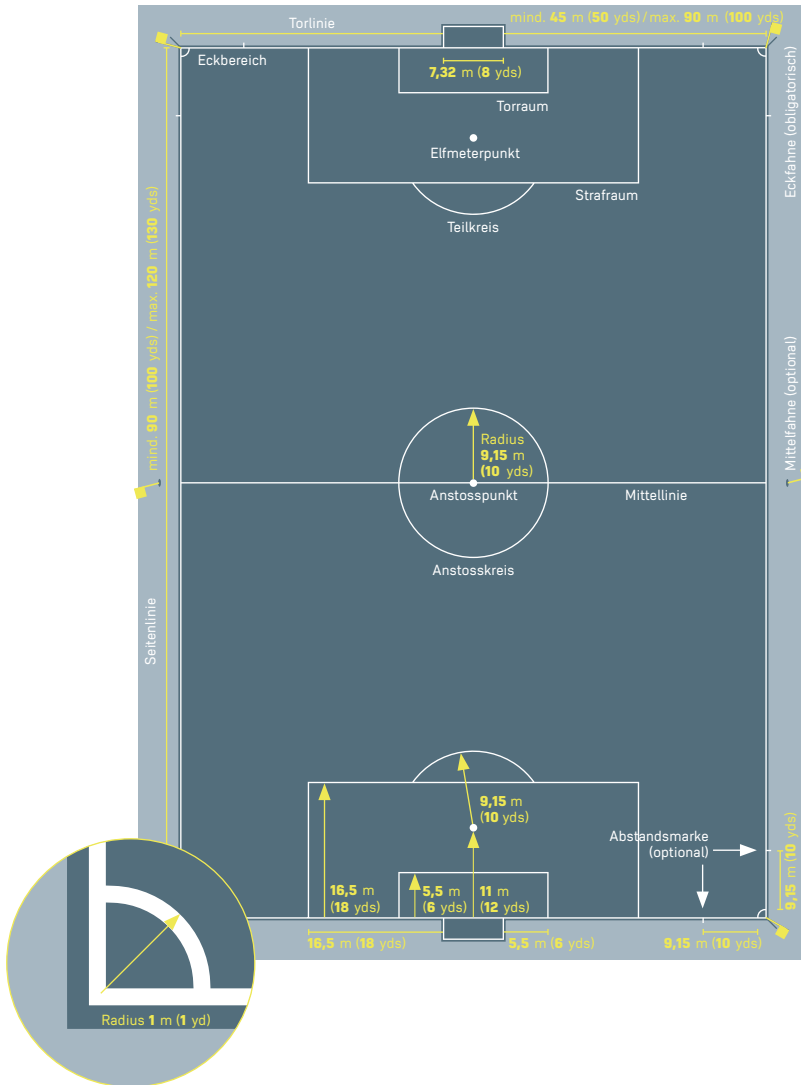 Torlinie
mind. 45 m (50 yds) / max. 90 m (100 yds)
Eckbereich
7,32 m (8 yds)
Torraum
Elfmeterpunkt
Strafraum
Teilkreis
Eckfahne (obligatorisch)
mind. 90 m (100 yds) / max. 120 m (130 yds)
Mittelfahne (optional)
Radius
9,15 m
(10 yds)
Anstosspunkt
Mittellinie
Anstosskreis
Seitenlinie
9,15 m
(10 yds)
Abstandsmarke
(optional)
9,15 m (10 yds)
16,5 m
(18 yds)
5,5 m
(6 yds)
11 m
(12 yds)
16,5 m (18 yds)
5,5 m (6 yds)
9,15 m (10 yds)
Radius 1 m (1 yd)